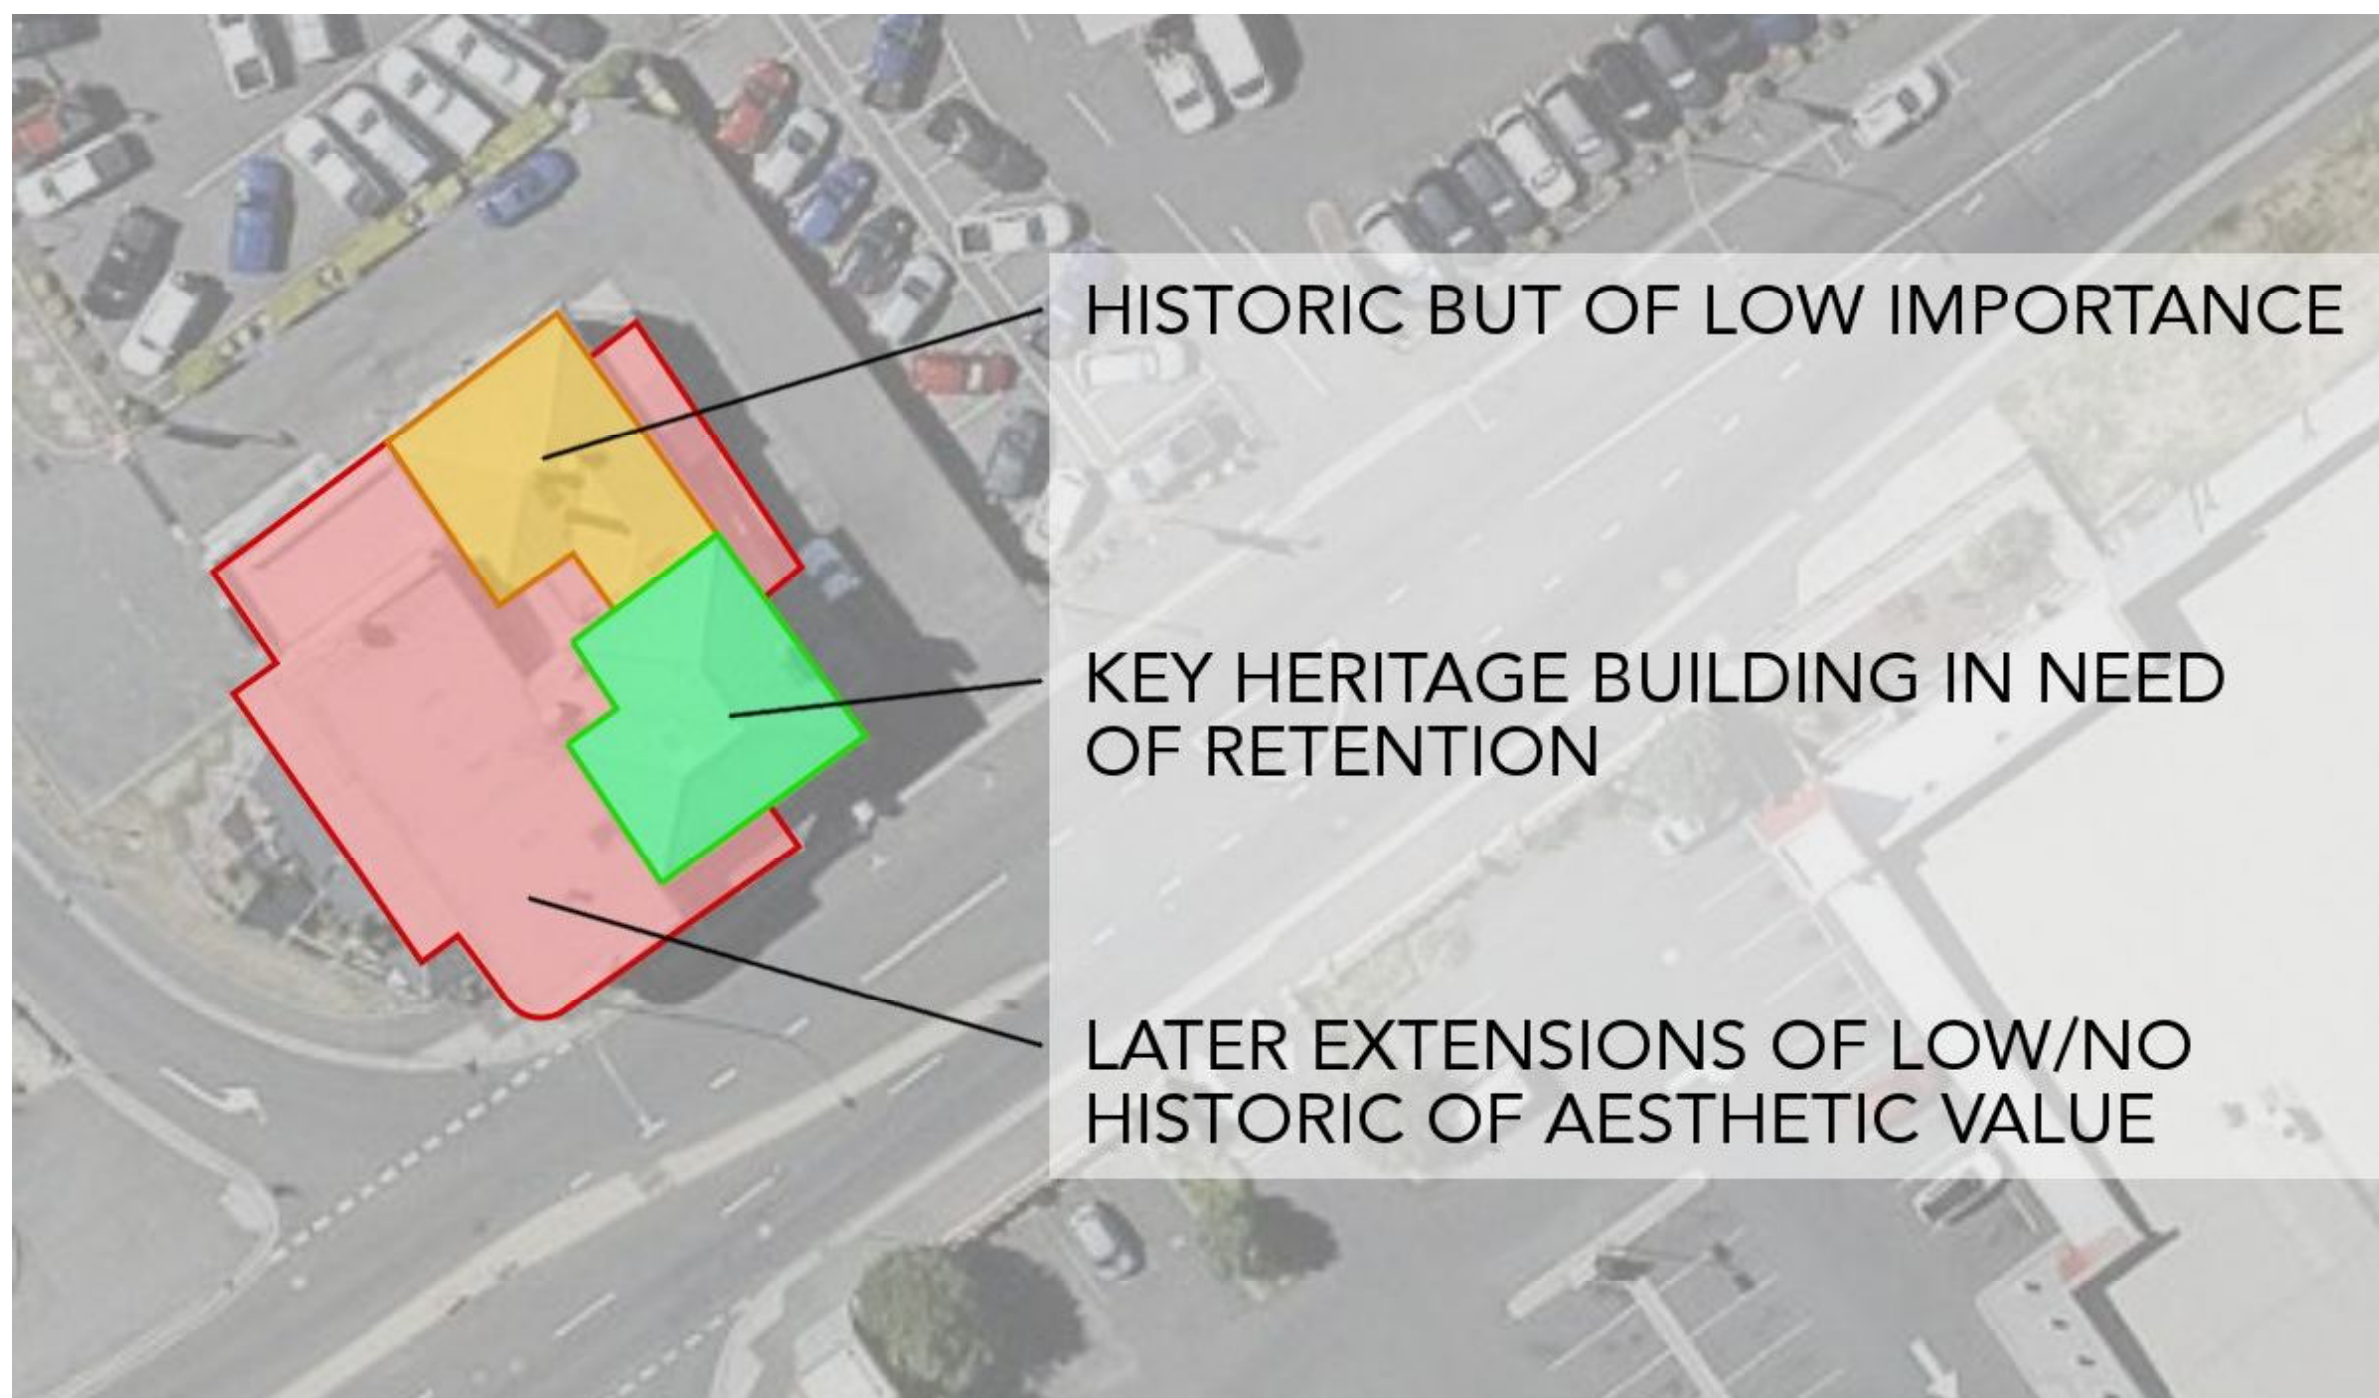 HISTORIC BUT OF LOW IMPORTANCE
KEY HERITAGE BUILDING IN NEED
OF RETENTION
LATER EXTENSIONS OF LOW/NO
HISTORIC OF AESTHETIC VALUE